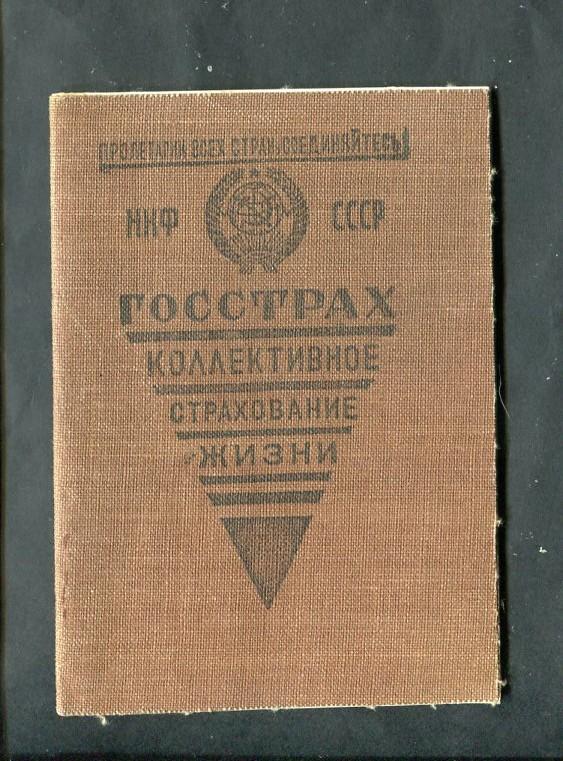 ПРОЛЕТАРИИ ВСЕХ СТРАН, СОЕДИНЯЙТЕСЬ!
НКФ СССР
ГОССТРАХ
КОЛЛЕКТИВНОЕ
СТРАХОВАНИЕ
ЖИЗНИ